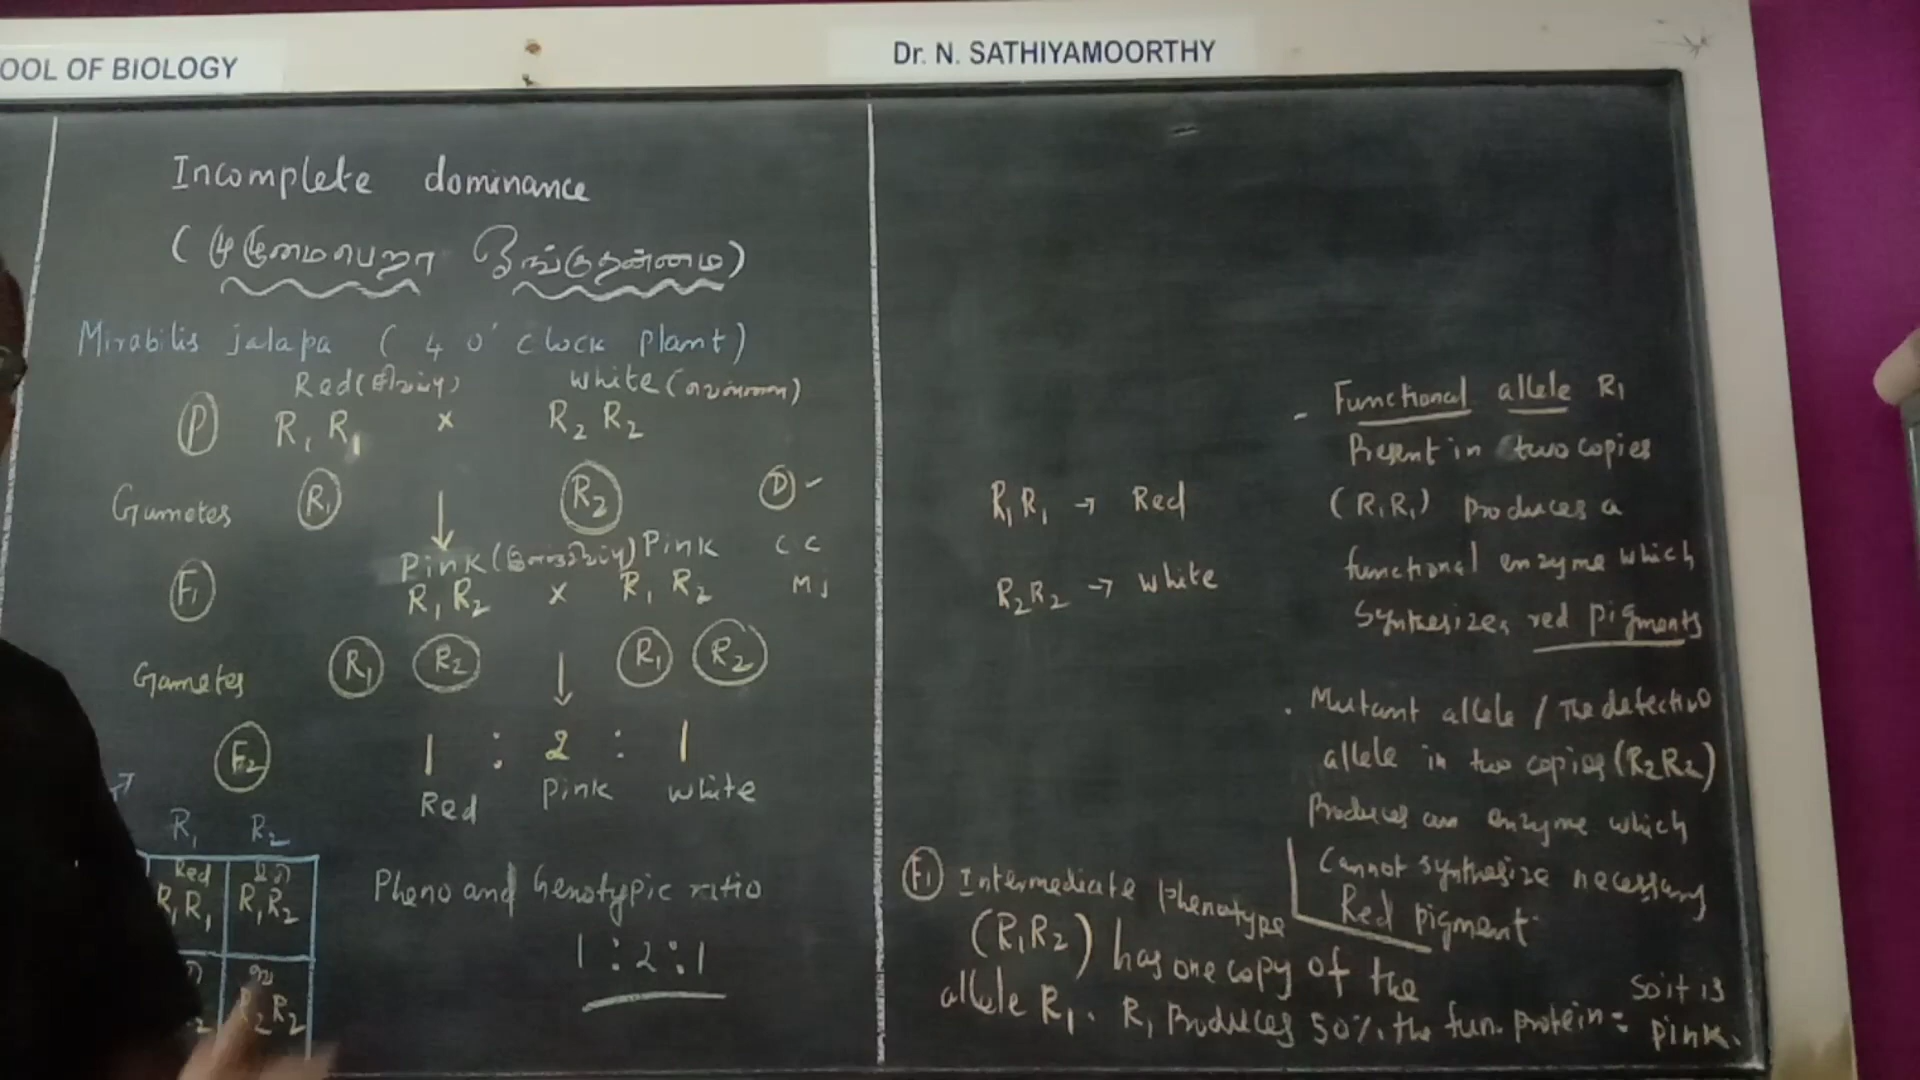 OOL OF BIOLOGY
Dr. N. SATHIYAMOORTHY
Incomplete dominance
(முழுமைபெறா ஓங்குதன்மை)
Mirabilis jalapa (4 o' clock plant)
Red (சிவப்பு) White (வெள்ளை)
P R₁ R₁ × R₂ R₂
Gametes R₁ R₂ D
Pink (இளஞ்சிவப்பு) Pink C C
F₁ R₁ R₂ × R₁ R₂ M j
Gametes R₁ R₂ R₁ R₂
F₂ 1 : 2 : 1
Red Pink White
R₁ R₂
Red
R₁R₁ R₁R₂
R₂R₂
Pheno and Genotypic ratio
1 : 2 : 1
R₁R₁ → Red
R₂R₂ → White
- Functional allele R₁
Present in two copies
(R₁R₁) produces a
functional enzyme which
Synthesizes red pigments
. Mutant allele / The defective
allele in two copies (R₂R₂)
Produces an enzyme which
Cannot synthesize necessary
Red pigment.
F₁ Intermediate phenotype
(R₁R₂) has one copy of the
allele R₁. R₁ produces 50% the fun. protein =
So it is
Pink.